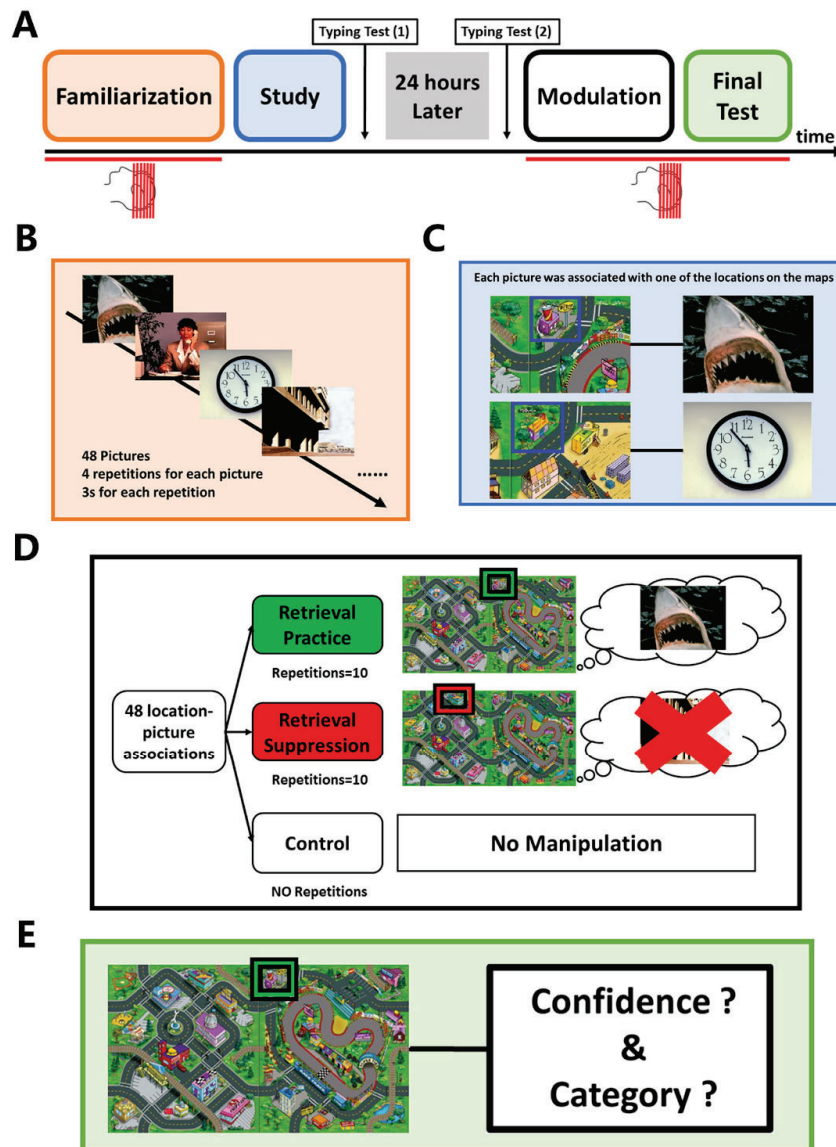 A
Typing Test (1)
Typing Test (2)
Familiarization
Study
24 hours
Later
Modulation
Final
Test
time
B
48 Pictures
4 repetitions for each picture
3s for each repetition
......
C
Each picture was associated with one of the locations on the maps
D
48 location-
picture
associations
Retrieval
Practice
Repetitions=10
Retrieval
Suppression
Repetitions=10
Control
No Manipulation
NO Repetitions
E
Confidence ?
&
Category ?